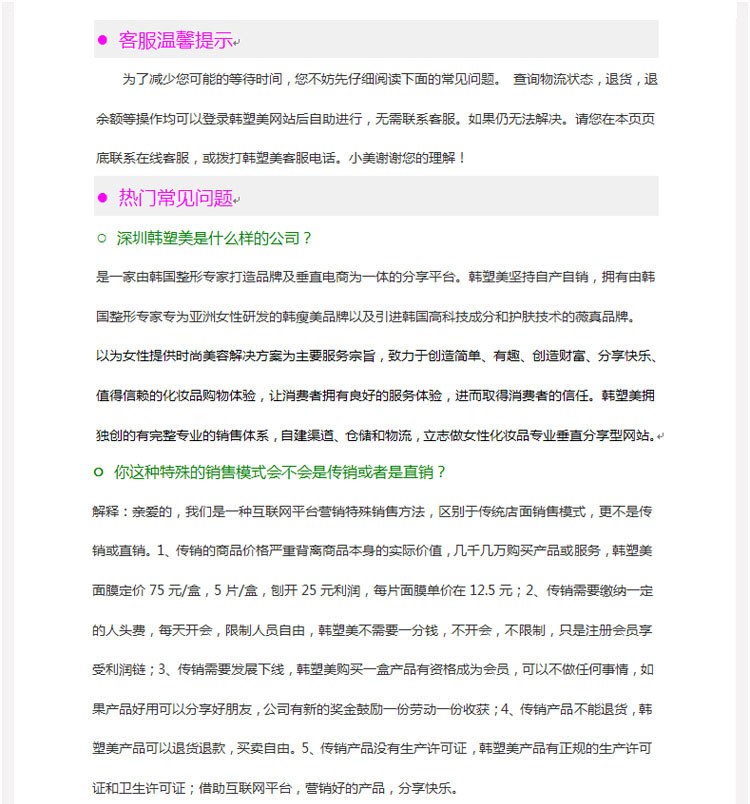 ● 客服温馨提示↵
为了减少您可能的等待时间，您不妨先仔细阅读下面的常见问题。 查询物流状态，退货，退
余额等操作均可以登录韩塑美网站后自助进行，无需联系客服。如果仍无法解决。请您在本页页
底联系在线客服，或拨打韩塑美客服电话。小美谢谢您的理解！
● 热门常见问题↵
○ 深圳韩塑美是什么样的公司？
是一家由韩国整形专家打造品牌及垂直电商为一体的分享平台。韩塑美坚持自产自销，拥有由韩
国整形专家专为亚洲女性研发的韩瘦美品牌以及引进韩国高科技成分和护肤技术的薇真品牌。
以为女性提供时尚美容解决方案为主要服务宗旨，致力于创造简单、有趣、创造财富、分享快乐、
值得信赖的化妆品购物体验，让消费者拥有良好的服务体验，进而取得消费者的信任。韩塑美拥
独创的有完整专业的销售体系，自建渠道、仓储和物流，立志做女性化妆品专业垂直分享型网站。↵
○ 你这种特殊的销售模式会不会是传销或者是直销？
解释：亲爱的，我们是一种互联网平台营销特殊销售方法，区别于传统店面销售模式，更不是传
销或直销。1、传销的商品价格严重背离商品本身的实际价值，几千几万购买产品或服务，韩塑美
面膜定价 75 元/盒，5 片/盒，刨开 25 元利润，每片面膜单价在 12.5 元；2、传销需要缴纳一定
的人头费，每天开会，限制人员自由，韩塑美不需要一分钱，不开会，不限制，只是注册会员享
受利润链；3、传销需要发展下线，韩塑美购买一盒产品有资格成为会员，可以不做任何事情，如
果产品好用可以分享好朋友，公司有新的奖金鼓励一份劳动一份收获；4、传销产品不能退货，韩
塑美产品可以退货退款，买卖自由。5、传销产品没有生产许可证，韩塑美产品有正规的生产许可
证和卫生许可证；借助互联网平台，营销好的产品，分享快乐。